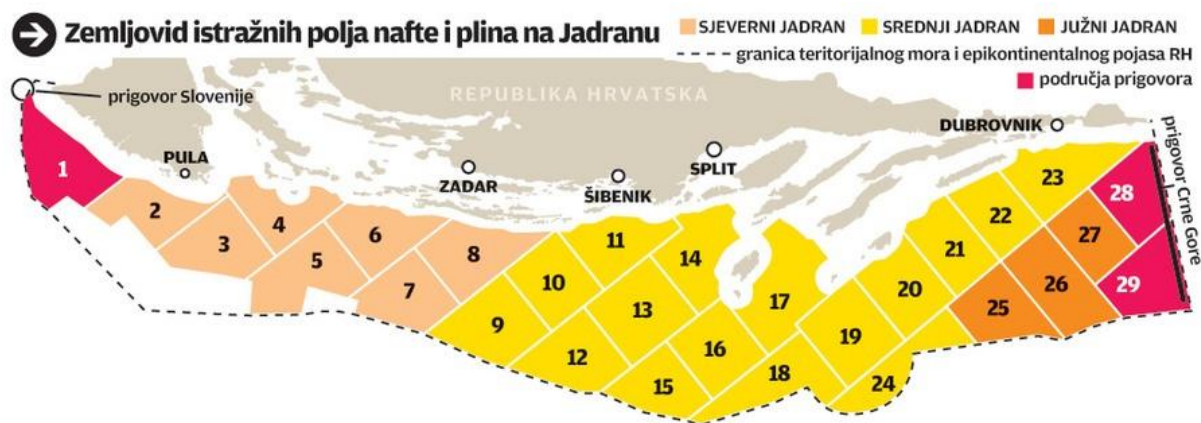 Zemljovid istražnih polja nafte i plina na Jadranu
SJEVERNI JADRAN
SREDNJI JADRAN
JUŽNI JADRAN
granica teritorijalnog mora i epikontinentalnog pojasa RH
područja prigovora
prigovor Slovenije
REPUBLIKA HRVATSKA
PULA
ZADAR
ŠIBENIK
SPLIT
DUBROVNIK
prigovor Crne Gore
1
2
3
4
5
6
7
8
9
10
11
12
13
14
15
16
17
18
19
20
21
22
23
24
25
26
27
28
29